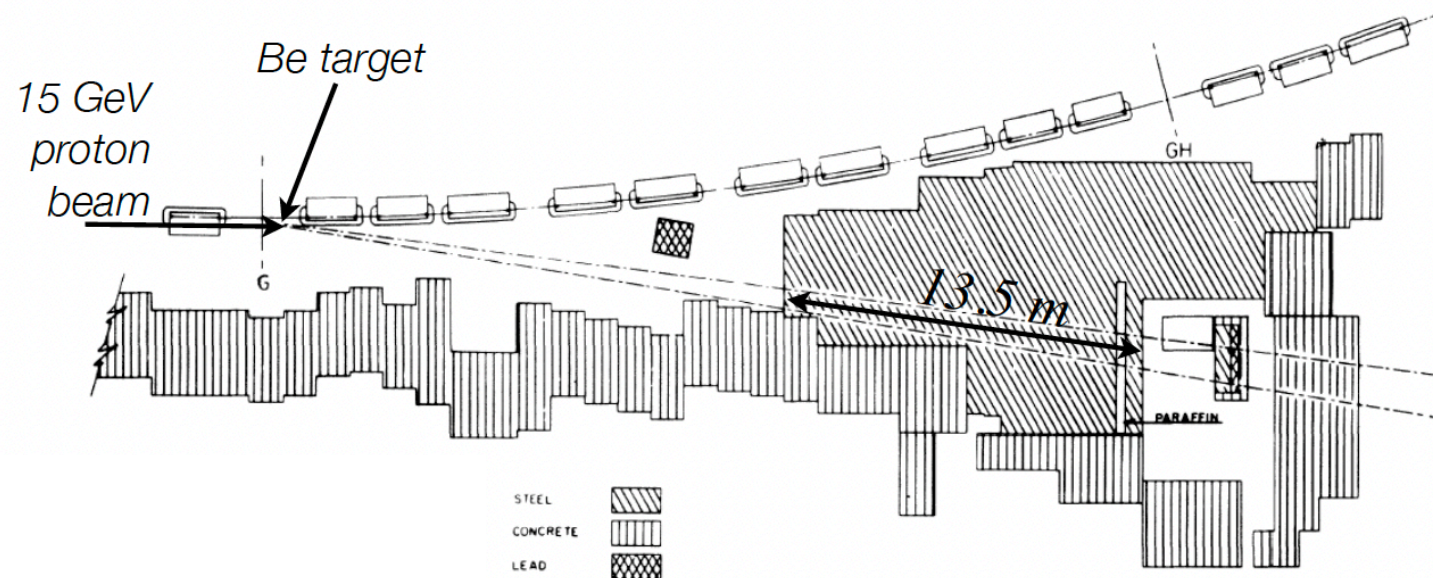 Be target
15 GeV
proton
beam
G
GH
13.5 m
PARAFFIN
STEEL
CONCRETE
LEAD